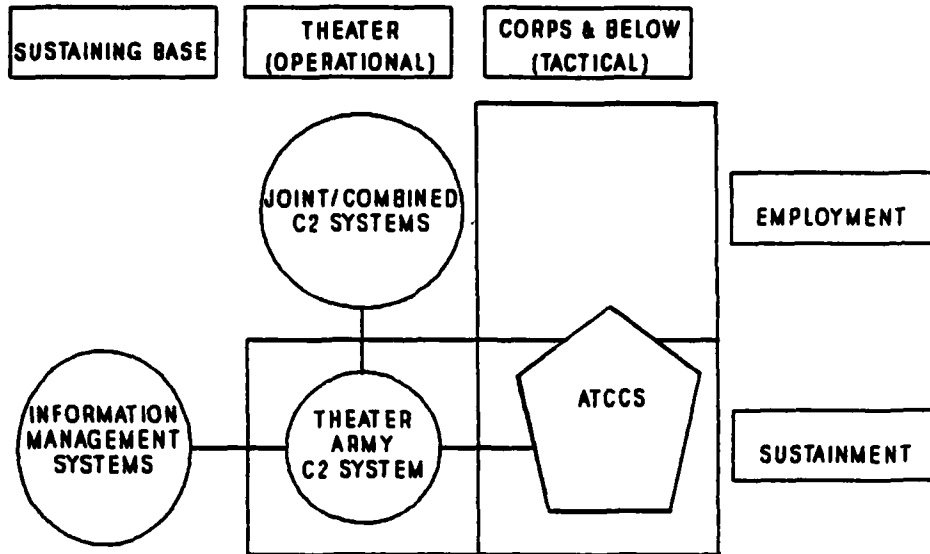 SUSTAINING BASE
THEATER
(OPERATIONAL)
CORPS & BELOW
(TACTICAL)
JOINT/COMBINED
C2 SYSTEMS
EMPLOYMENT
INFORMATION
MANAGEMENT
SYSTEMS
THEATER
ARMY
C2 SYSTEM
ATCCS
SUSTAINMENT